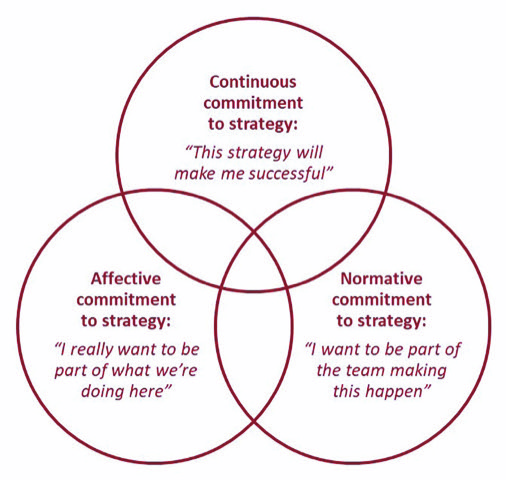 Continuous
commitment
to strategy:
“This strategy will
make me successful”
Affective
commitment
to strategy:
“I really want to be
part of what we’re
doing here”
Normative
commitment
to strategy:
“I want to be part of
the team making
this happen”